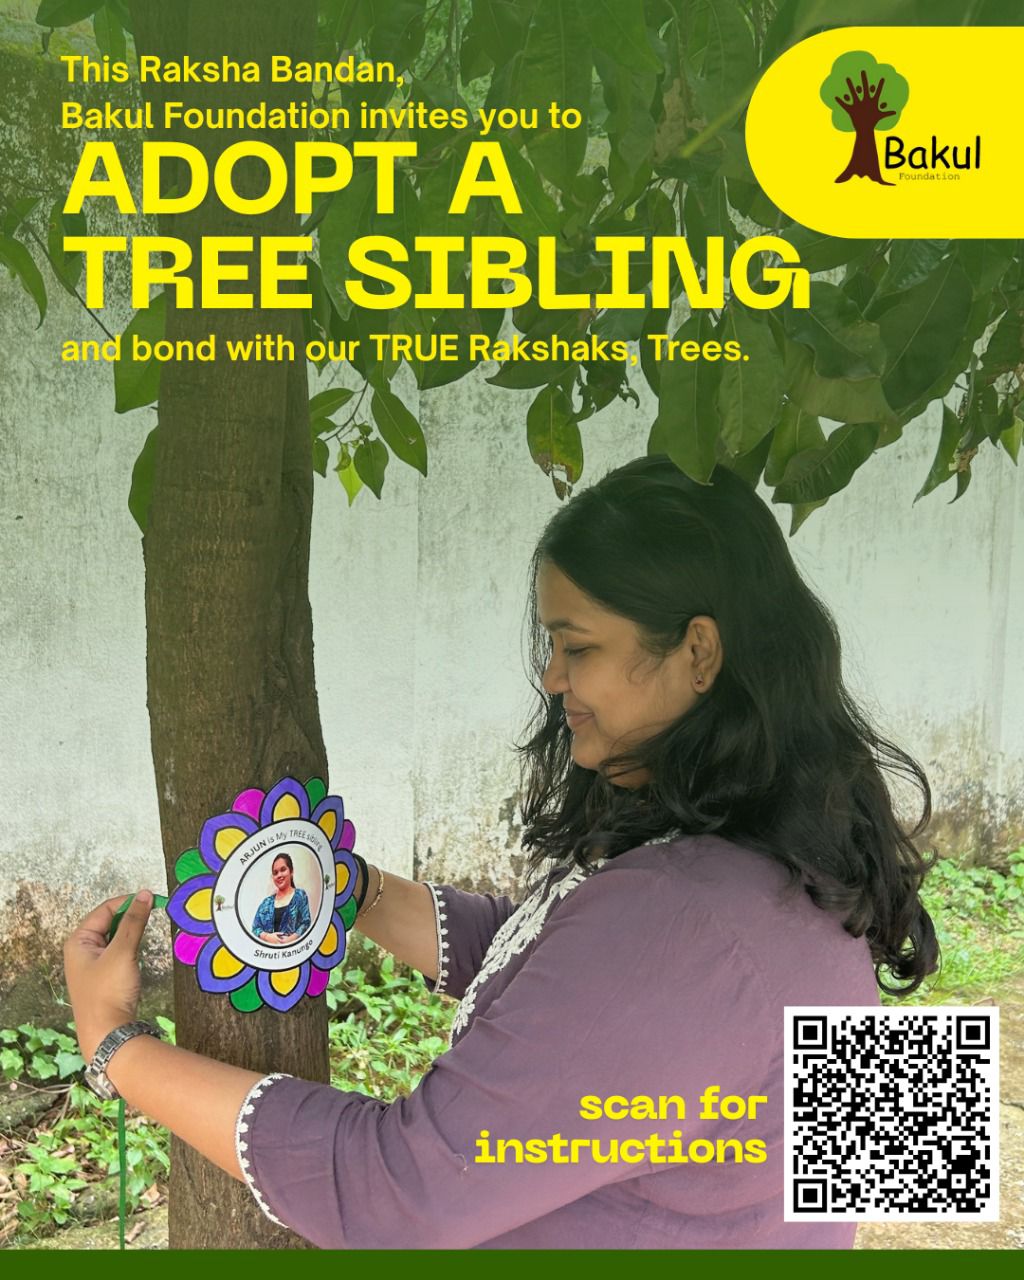 This Raksha Bandan,
Bakul Foundation invites you to
ADOPT A
TREE SIBLING
and bond with our TRUE Rakshaks, Trees.
Bakul
Foundation
ARJUN is My TREE sibling
Shruti Kanungo
scan for
instructions